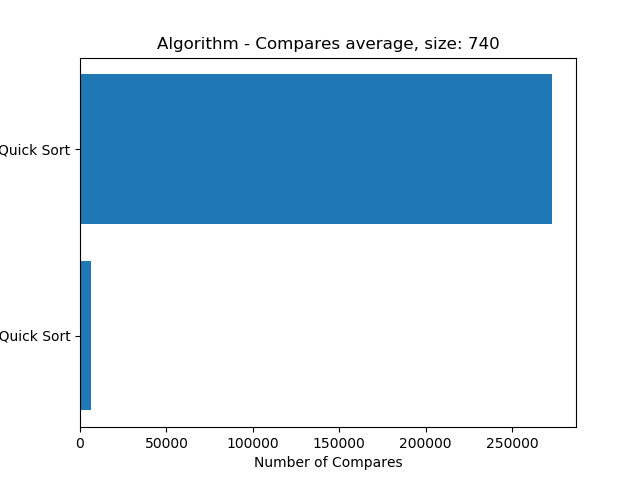 Algorithm - Compares average, size: 740
Quick Sort
Quick Sort
0 50000 100000 150000 200000 250000
Number of Compares